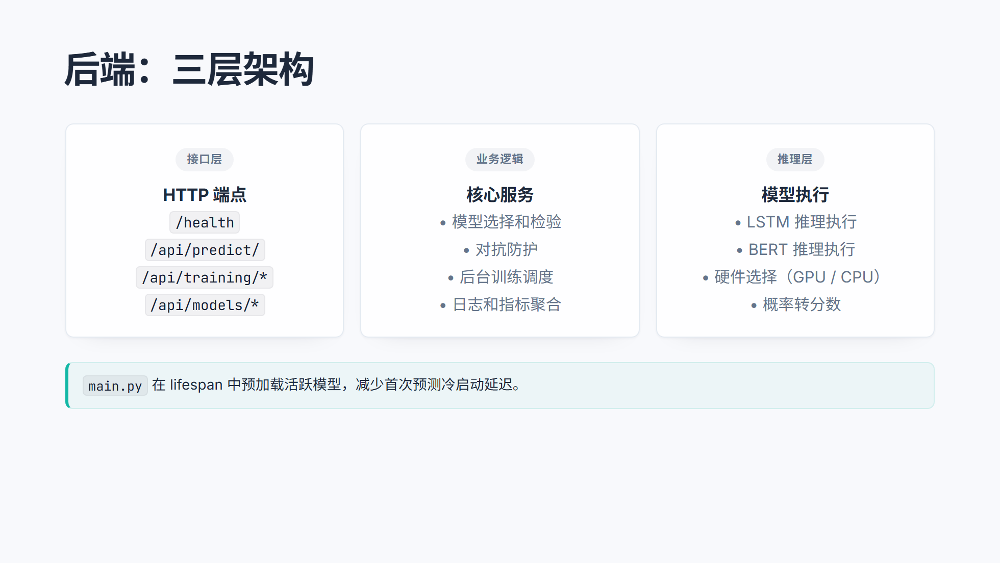 后端：三层架构
接口层
HTTP 端点
/health
/api/predict/
/api/training/*
/api/models/*
业务逻辑
核心服务
• 模型选择和检验
• 对抗防护
• 后台训练调度
• 日志和指标聚合
推理层
模型执行
• LSTM 推理执行
• BERT 推理执行
• 硬件选择（GPU / CPU）
• 概率转分数
main.py 在 lifespan 中预加载活跃模型，减少首次预测冷启动延迟。